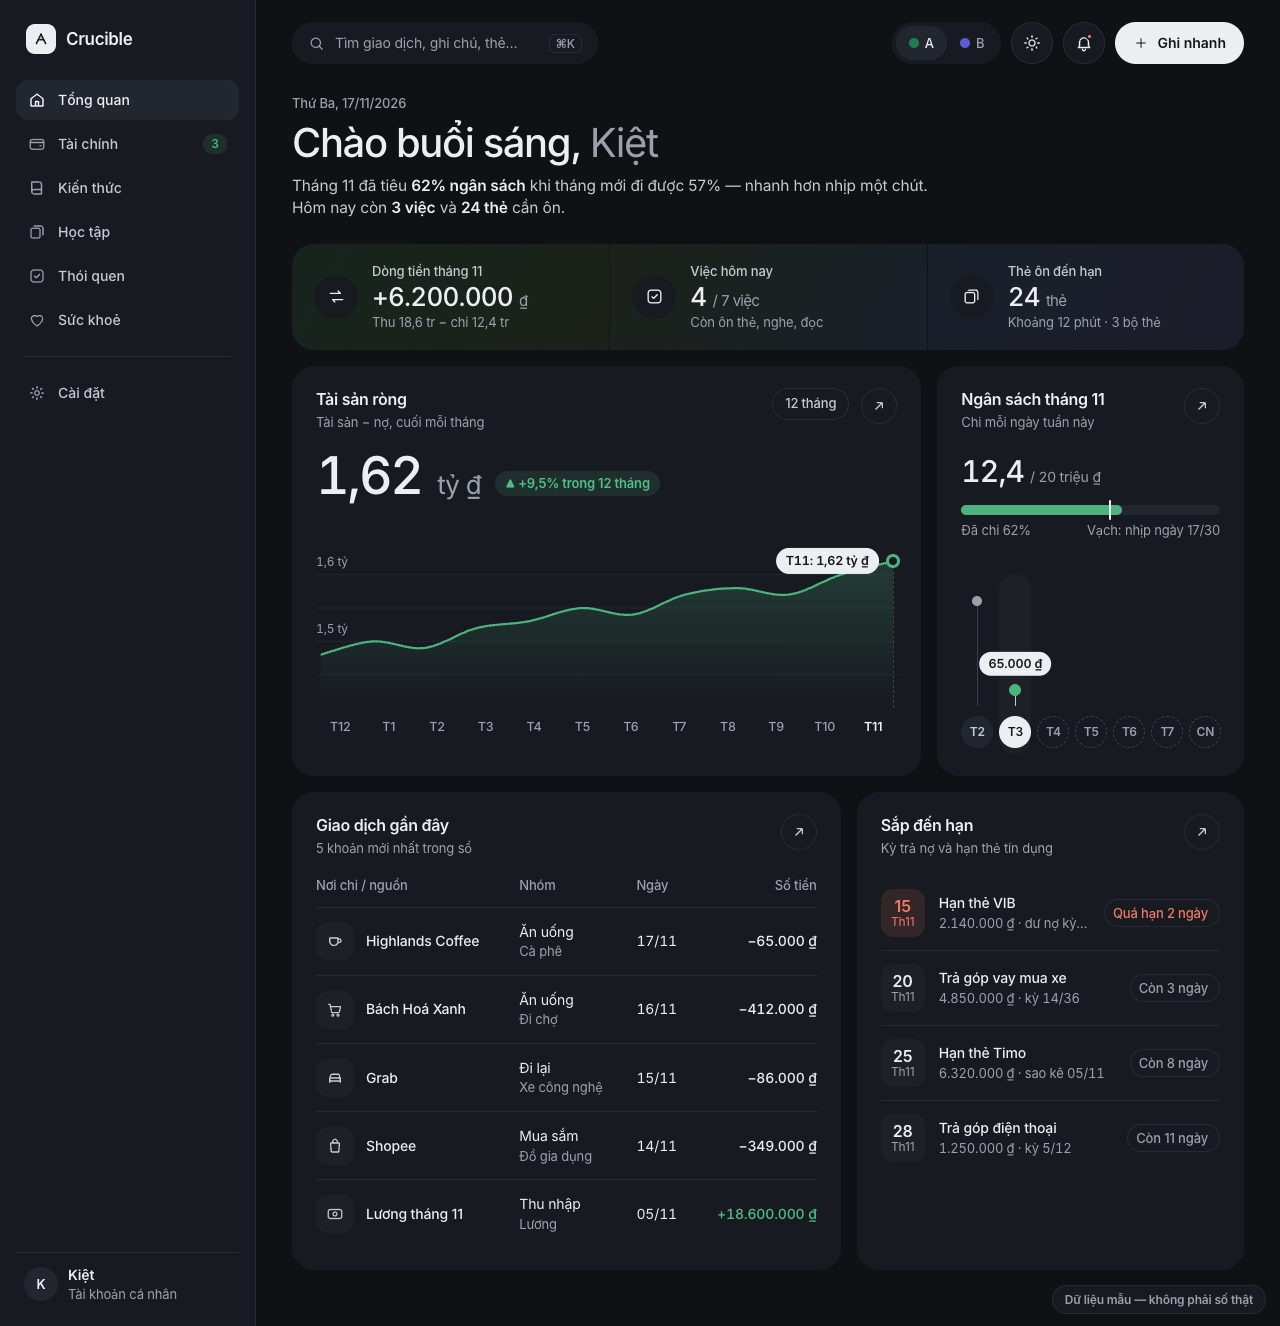 Crucible
Tổng quan
Tài chính 3
Kiến thức
Học tập
Thói quen
Sức khoẻ
Cài đặt
K
Kiệt
Tài khoản cá nhân
Tìm giao dịch, ghi chú, thẻ... ⌘K
A B
+ Ghi nhanh
Thứ Ba, 17/11/2026
Chào buổi sáng, Kiệt
Tháng 11 đã tiêu 62% ngân sách khi tháng mới đi được 57% — nhanh hơn nhịp một chút.
Hôm nay còn 3 việc và 24 thẻ cần ôn.
Dòng tiền tháng 11
+6.200.000 ₫
Thu 18,6 tr − chi 12,4 tr
Việc hôm nay
4 / 7 việc
Còn ôn thẻ, nghe, đọc
Thẻ ôn đến hạn
24 thẻ
Khoảng 12 phút · 3 bộ thẻ
Tài sản ròng
Tài sản − nợ, cuối mỗi tháng
12 tháng
1,62 tỷ ₫
▲ +9,5% trong 12 tháng
1,6 tỷ
T11: 1,62 tỷ ₫
1,5 tỷ
T12 T1 T2 T3 T4 T5 T6 T7 T8 T9 T10 T11
Ngân sách tháng 11
Chi mỗi ngày tuần này
12,4 / 20 triệu ₫
Đã chi 62% Vạch: nhịp ngày 17/30
65.000 ₫
T2 T3 T4 T5 T6 T7 CN
Giao dịch gần đây
5 khoản mới nhất trong sổ
Nơi chi / nguồn Nhóm Ngày Số tiền
Highlands Coffee Ăn uống 17/11 −65.000 ₫
Cà phê
Bách Hoá Xanh Ăn uống 16/11 −412.000 ₫
Đi chợ
Grab Đi lại 15/11 −86.000 ₫
Xe công nghệ
Shopee Mua sắm 14/11 −349.000 ₫
Đồ gia dụng
Lương tháng 11 Thu nhập 05/11 +18.600.000 ₫
Lương
Sắp đến hạn
Kỳ trả nợ và hạn thẻ tín dụng
15 Th11
Hạn thẻ VIB
2.140.000 ₫ · dư nợ kỳ...
Quá hạn 2 ngày
20 Th11
Trả góp vay mua xe
4.850.000 ₫ · kỳ 14/36
Còn 3 ngày
25 Th11
Hạn thẻ Timo
6.320.000 ₫ · sao kê 05/11
Còn 8 ngày
28 Th11
Trả góp điện thoại
1.250.000 ₫ · kỳ 5/12
Còn 11 ngày
Dữ liệu mẫu — không phải số thật